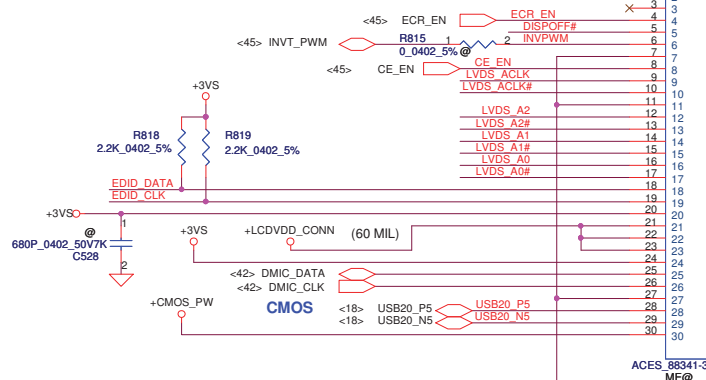 3 3
<45> ECR_EN ECR_EN 4 4
DISPOFF# 5 5
<45> INVT_PWM R815 1 2 INVPWM 6 6
0_0402_5% @
7 7
<45> CE_EN CE_EN 8 8
LVDS_ACLK 9 9
LVDS_ACLK# 10 10
+3VS
11 11
LVDS_A2 12 12
LVDS_A2# 13 13
R818 R819 LVDS_A1 14 14
2.2K_0402_5% 2.2K_0402_5% LVDS_A1# 15 15
LVDS_A0 16 16
LVDS_A0# 17 17
EDID_DATA 18 18
EDID_CLK 19 19
+3VS 20 20
1
@ +3VS +LCDVDD_CONN (60 MIL) 21 21
680P_0402_50V7K 22 22
C528 23 23
2 24 24
<42> DMIC_DATA 25 25
<42> DMIC_CLK 26 26
+CMOS_PW CMOS 27 27
<18> USB20_P5 USB20_P5 28 28
<18> USB20_N5 USB20_N5 29 29
30 30
ACES_88341-3
ME@